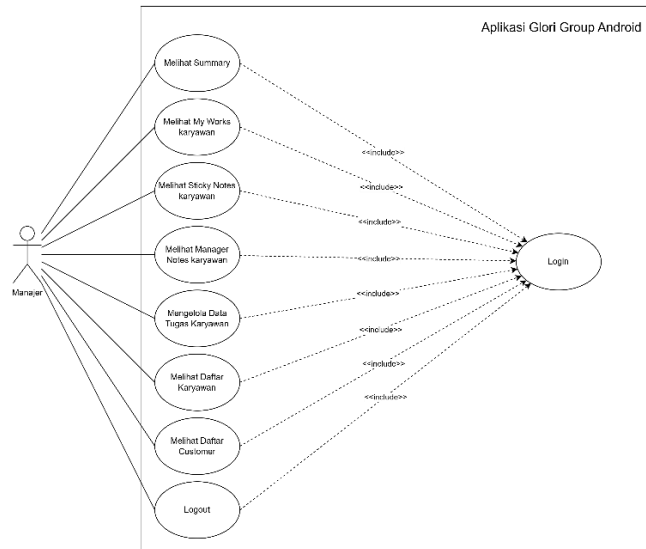 Aplikasi Glori Group Android
Melihat Summary
Melihat My Works
karyawan
Melihat Sticky Notes
karyawan
Melihat Manager
Notes karyawan
Mengelola Data
Tugas Karyawan
Melihat Daftar
Karyawan
Melihat Daftar
Customer
Logout
Manajer
<<include>>
<<include>>
<<include>>
<<include>>
<<include>>
<<include>>
<<include>>
<<include>>
Login